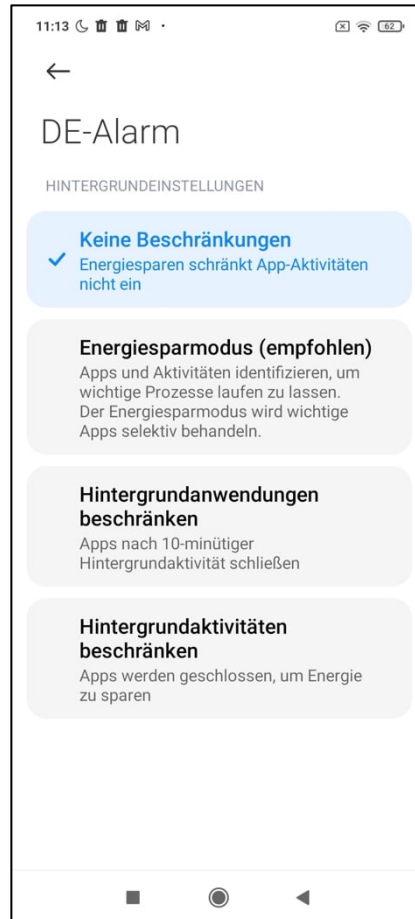 11:13
62
DE-Alarm
HINTERGRUNDEINSTELLUNGEN
Keine Beschränkungen
Energiesparen schränkt App-Aktivitäten
nicht ein
Energiesparmodus (empfohlen)
Apps und Aktivitäten identifizieren, um
wichtige Prozesse laufen zu lassen.
Der Energiesparmodus wird wichtige
Apps selektiv behandeln.
Hintergrundanwendungen
beschränken
Apps nach 10-minütiger
Hintergrundaktivität schließen
Hintergrundaktivitäten
beschränken
Apps werden geschlossen, um Energie
zu sparen